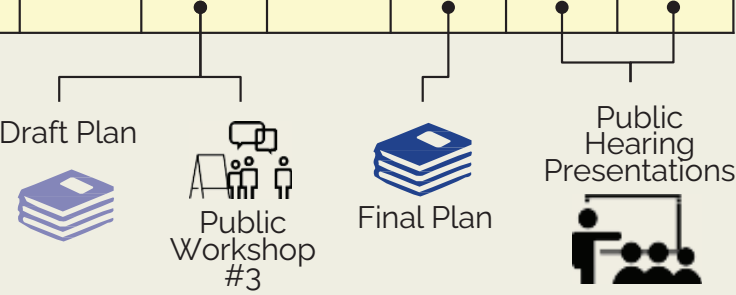 Draft Plan
Public
Workshop
#3
Final Plan
Public
Hearing
Presentations